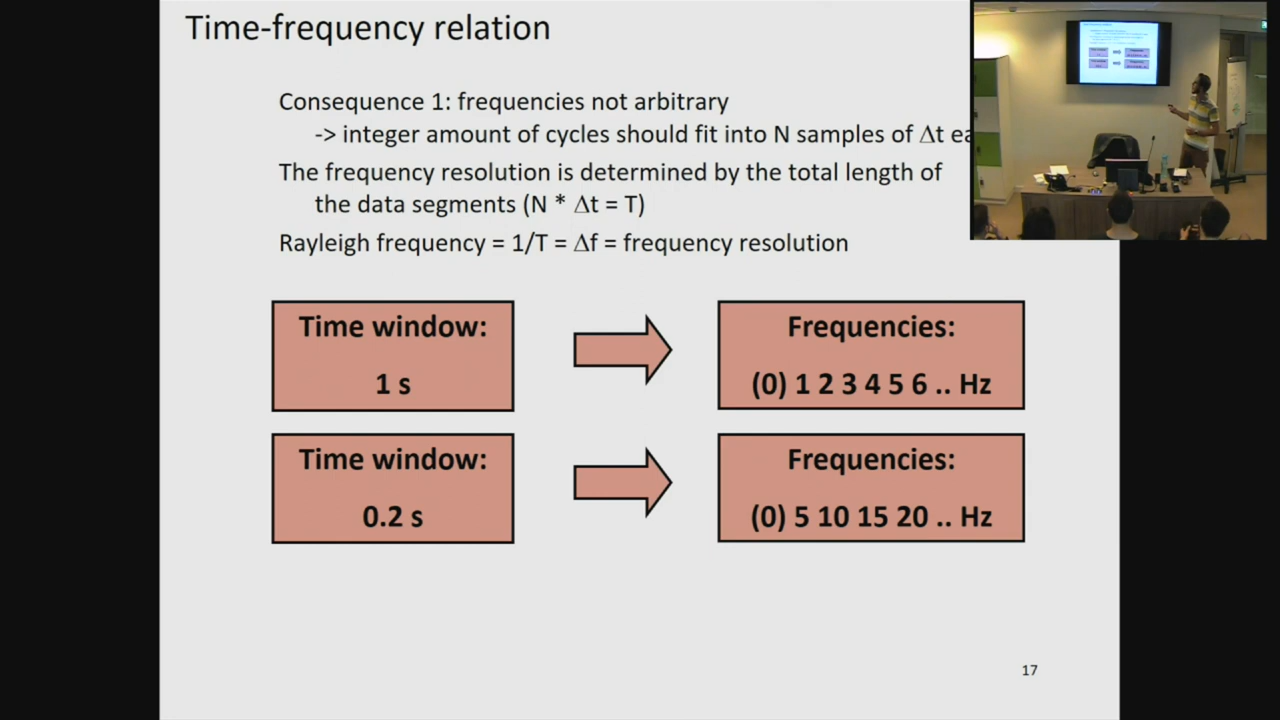 Time-frequency relation
Consequence 1: frequencies not arbitrary
-> integer amount of cycles should fit into N samples of Δt
The frequency resolution is determined by the total length of
the data segments (N * Δt = T)
Rayleigh frequency = 1/T = Δf = frequency resolution
Time window:
1 s
Frequencies:
(0) 1 2 3 4 5 6 .. Hz
Time window:
0.2 s
Frequencies:
(0) 5 10 15 20 .. Hz
17